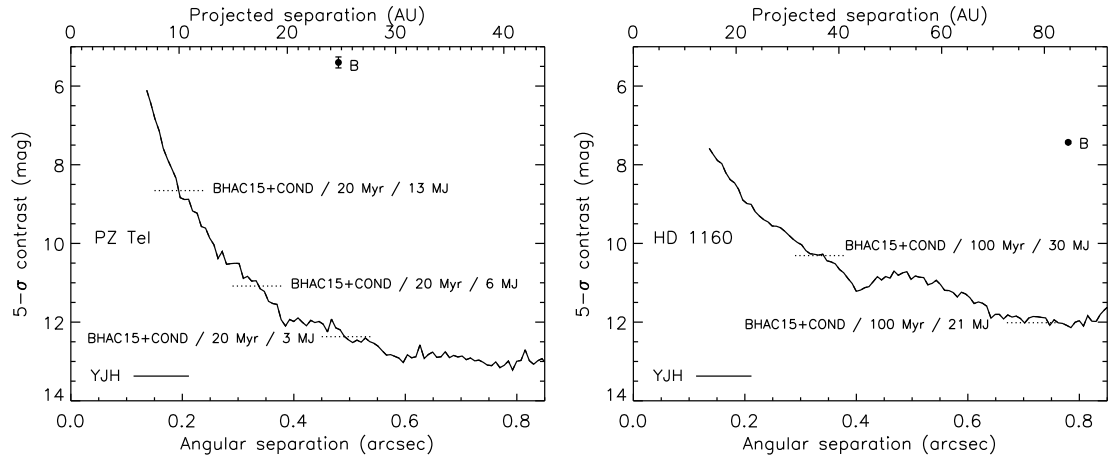 Projected separation (AU)
0 10 20 30 40
5-σ contrast (mag)
6
8
10
12
14
B
BHAC15+COND / 20 Myr / 13 MJ
PZ Tel
BHAC15+COND / 20 Myr / 6 MJ
BHAC15+COND / 20 Myr / 3 MJ
YJH
0.0 0.2 0.4 0.6 0.8
Angular separation (arcsec)
Projected separation (AU)
0 20 40 60 80
5-σ contrast (mag)
6
8
10
12
14
B
HD 1160
BHAC15+COND / 100 Myr / 30 MJ
BHAC15+COND / 100 Myr / 21 MJ
YJH
0.0 0.2 0.4 0.6 0.8
Angular separation (arcsec)